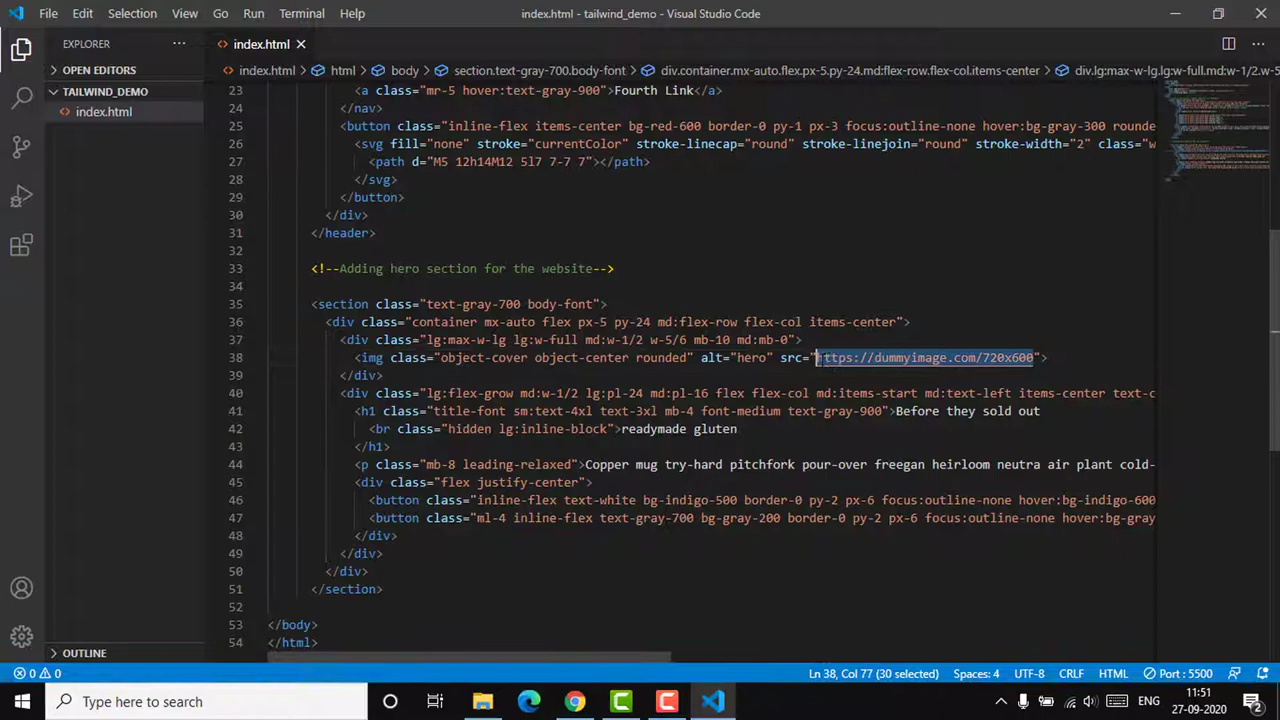 File Edit Selection View Go Run Terminal Help
index.html - tailwind_demo - Visual Studio Code
EXPLORER
index.html
OPEN EDITORS
index.html html body section.text-gray-700.body-font div.container.mx-auto.flex.px-5.py-24.md:flex-row.flex-col.items-center div.lg:max-w-lg.lg:w-full.md:w-1/2.w-5
TAILWIND_DEMO
index.html
23 <a class="mr-5 hover:text-gray-900">Fourth Link</a>
24 </nav>
25 <button class="inline-flex items-center bg-red-600 border-0 py-1 px-3 focus:outline-none hover:bg-gray-300 rounde
26 <svg fill="none" stroke="currentColor" stroke-linecap="round" stroke-linejoin="round" stroke-width="2" class="w
27 <path d="M5 12h14M12 5l7 7-7 7"></path>
28 </svg>
29 </button>
30 </div>
31 </header>
32
33 <!--Adding hero section for the website-->
34
35 <section class="text-gray-700 body-font">
36 <div class="container mx-auto flex px-5 py-24 md:flex-row flex-col items-center">
37 <div class="lg:max-w-lg lg:w-full md:w-1/2 w-5/6 mb-10 md:mb-0">
38 <img class="object-cover object-center rounded" alt="hero" src="https://dummyimage.com/720x600">
39 </div>
40 <div class="lg:flex-grow md:w-1/2 lg:pl-24 md:pl-16 flex flex-col md:items-start md:text-left items-center text-c
41 <h1 class="title-font sm:text-4xl text-3xl mb-4 font-medium text-gray-900">Before they sold out
42 <br class="hidden lg:inline-block">readymade gluten
43 </h1>
44 <p class="mb-8 leading-relaxed">Copper mug try-hard pitchfork pour-over freegan heirloom neutra air plant cold-
45 <div class="flex justify-center">
46 <button class="inline-flex text-white bg-indigo-500 border-0 py-2 px-6 focus:outline-none hover:bg-indigo-600
47 <button class="ml-4 inline-flex text-gray-700 bg-gray-200 border-0 py-2 px-6 focus:outline-none hover:bg-gray
48 </div>
49 </div>
50 </div>
51 </section>
52
53 </body>
54 </html>
OUTLINE
0 0
Ln 38, Col 77 (30 selected) Spaces: 4 UTF-8 CRLF HTML Port : 5500
Type here to search
ENG
11:51
27-09-2020
2